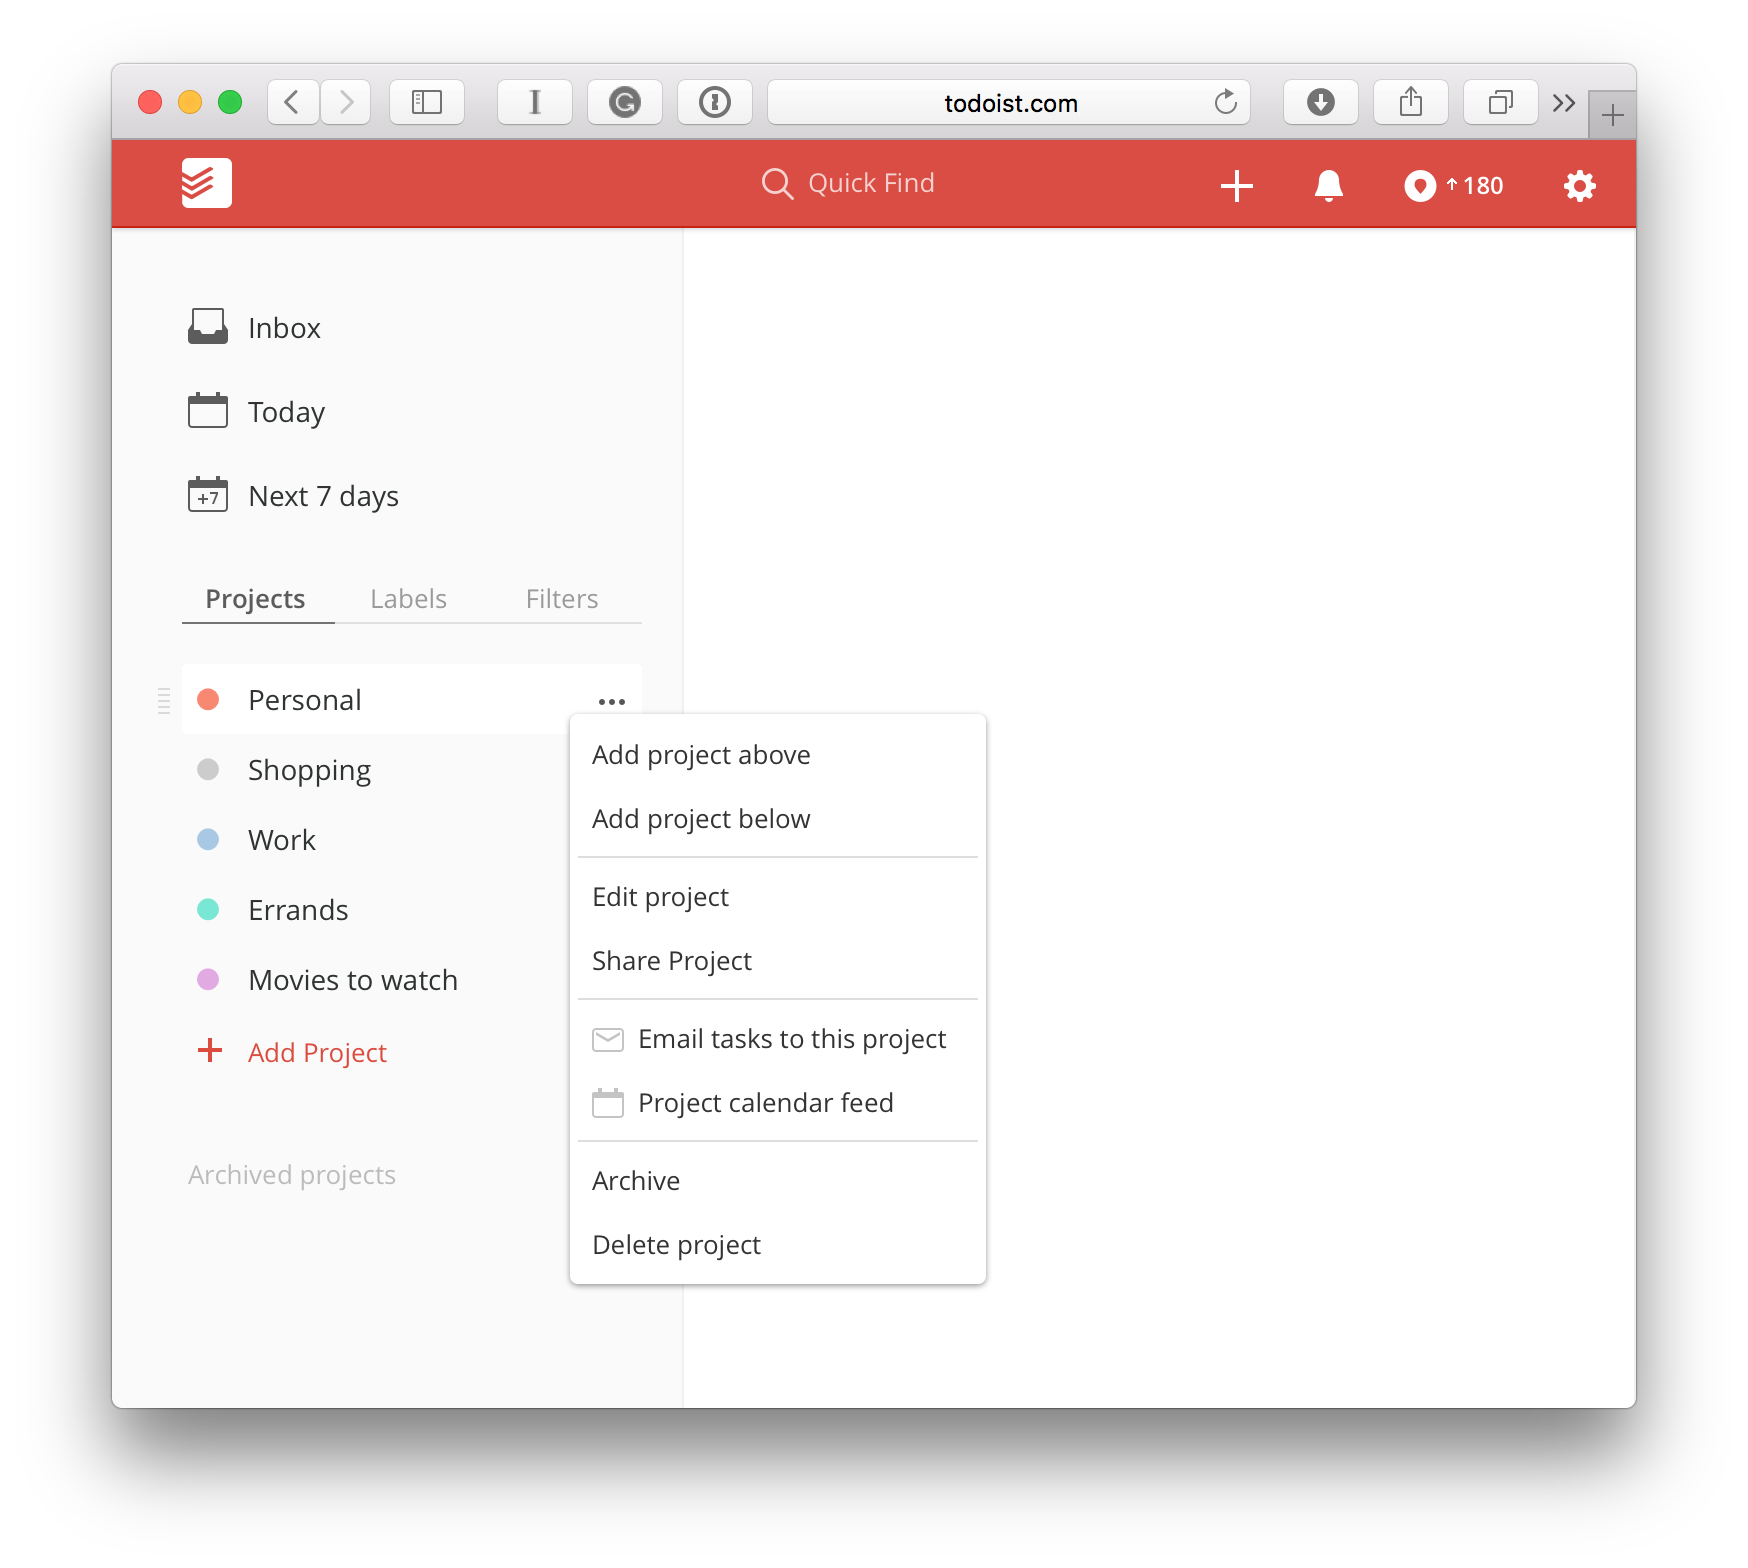 todoist.com
Quick Find
180
Inbox
Today
+7 Next 7 days
Projects Labels Filters
Personal
Shopping
Work
Errands
Movies to watch
Add Project
Archived projects
Add project above
Add project below
Edit project
Share Project
Email tasks to this project
Project calendar feed
Archive
Delete project